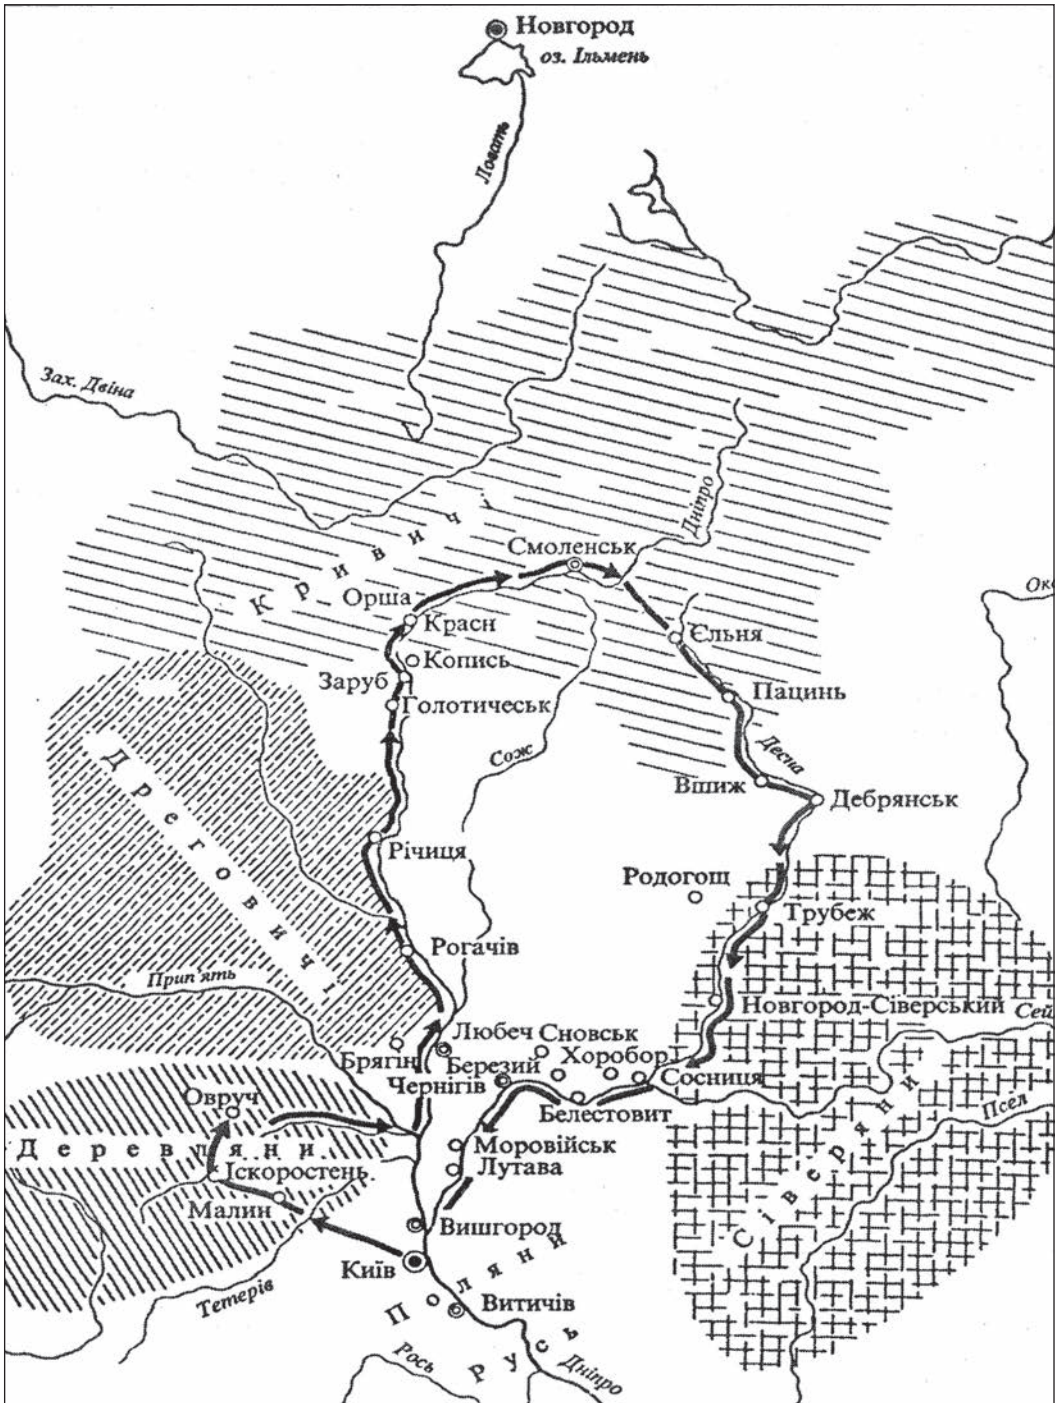 Новгород
оз. Ільмень
Ловать
Зах. Двіна
Дніпро
Кривичі
Смоленськ
Ока
Орша
Красн
Єльня
Копись
Заруб
Пацинь
Голотичеськ
Десна
Сож
Вшиж
Дебрянськ
Дреговичі
Річиця
Родогощ
Трубеж
Рогачів
Прип'ять
Новгород-Сіверський
Сейм
Любеч
Сновськ
Брягін
Березий
Хоробор
Чернігів
Сосниця
Овруч
Белестовит
Псел
Деревляни
Моровійськ
Іскоростень
Лутава
Сіверяни
Малин
Вишгород
Київ
Поляни
Тетерів
Витичів
Русь
Рось
Дніпро